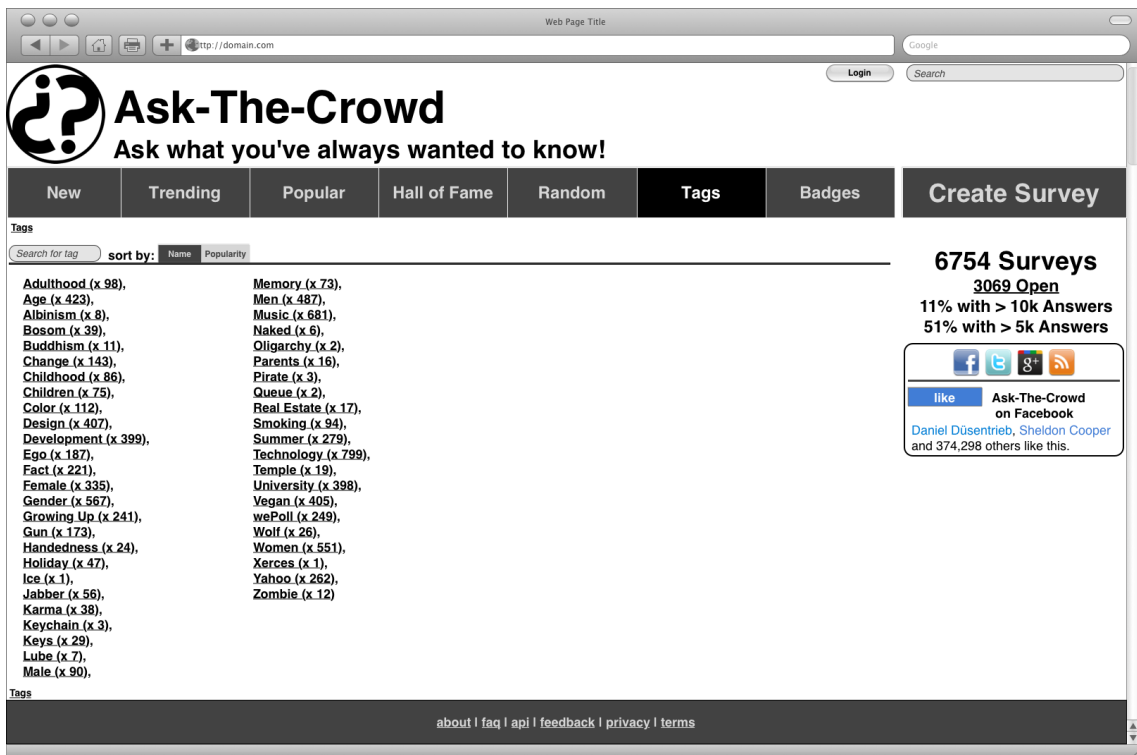 Web Page Title
ttp://domain.com
Google
Login
Search
¿?
Ask-The-Crowd
Ask what you've always wanted to know!
New Trending Popular Hall of Fame Random Tags Badges Create Survey
Tags
Search for tag sort by: Name Popularity
Adulthood (x 98),
Age (x 423),
Albinism (x 8),
Bosom (x 39),
Buddhism (x 11),
Change (x 143),
Childhood (x 86),
Children (x 75),
Color (x 112),
Design (x 407),
Development (x 399),
Ego (x 187),
Fact (x 221),
Female (x 335),
Gender (x 567),
Growing Up (x 241),
Gun (x 173),
Handedness (x 24),
Holiday (x 47),
Ice (x 1),
Jabber (x 56),
Karma (x 38),
Keychain (x 3),
Keys (x 29),
Lube (x 7),
Male (x 90),
Memory (x 73),
Men (x 487),
Music (x 681),
Naked (x 6),
Oligarchy (x 2),
Parents (x 16),
Pirate (x 3),
Queue (x 2),
Real Estate (x 17),
Smoking (x 94),
Summer (x 279),
Technology (x 799),
Temple (x 19),
University (x 398),
Vegan (x 405),
wePoll (x 249),
Wolf (x 26),
Women (x 551),
Xerces (x 1),
Yahoo (x 262),
Zombie (x 12)
6754 Surveys
3069 Open
11% with > 10k Answers
51% with > 5k Answers
f t g+
like Ask-The-Crowd
on Facebook
Daniel Düsentrieb, Sheldon Cooper
and 374,298 others like this.
Tags
about | faq | api | feedback | privacy | terms